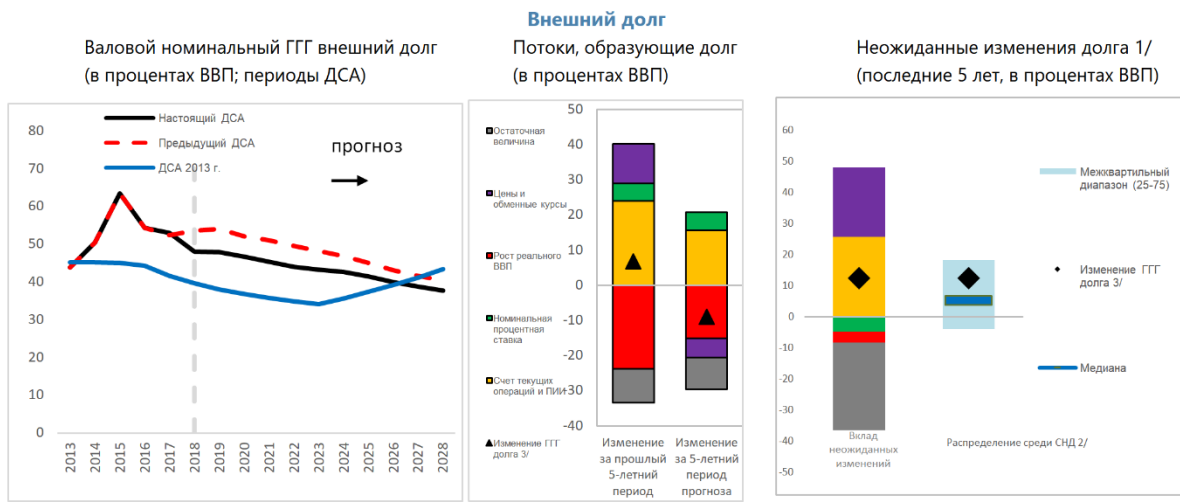 Внешний долг
Валовой номинальный ГГГ внешний долг
(в процентах ВВП; периоды ДСА)
Настоящий ДСА
Предыдущий ДСА
ДСА 2013 г.
прогноз
80
70
60
50
40
30
20
10
0
2013
2014
2015
2016
2017
2018
2019
2020
2021
2022
2023
2024
2025
2026
2027
2028
Потоки, образующие долг
(в процентах ВВП)
Остаточная
величина
Цены и
обменные курсы
Рост реального
ВВП
Номинальная
процентная
ставка
Счет текущих
операций и ПИИ
Изменение ГГГ
долга 3/
50
40
30
20
10
0
-10
-20
-30
-40
Изменение
за прошлый
5-летний
период
Изменение
за 5-летний
период
прогноза
Неожиданные изменения долга 1/
(последние 5 лет, в процентах ВВП)
60
50
40
30
20
10
0
-10
-20
-30
-40
-50
Межквартильный
диапазон (25-75)
Изменение ГГГ
долга 3/
Медиана
Вклад
неожиданных
изменений
Распределение среди СНД 2/